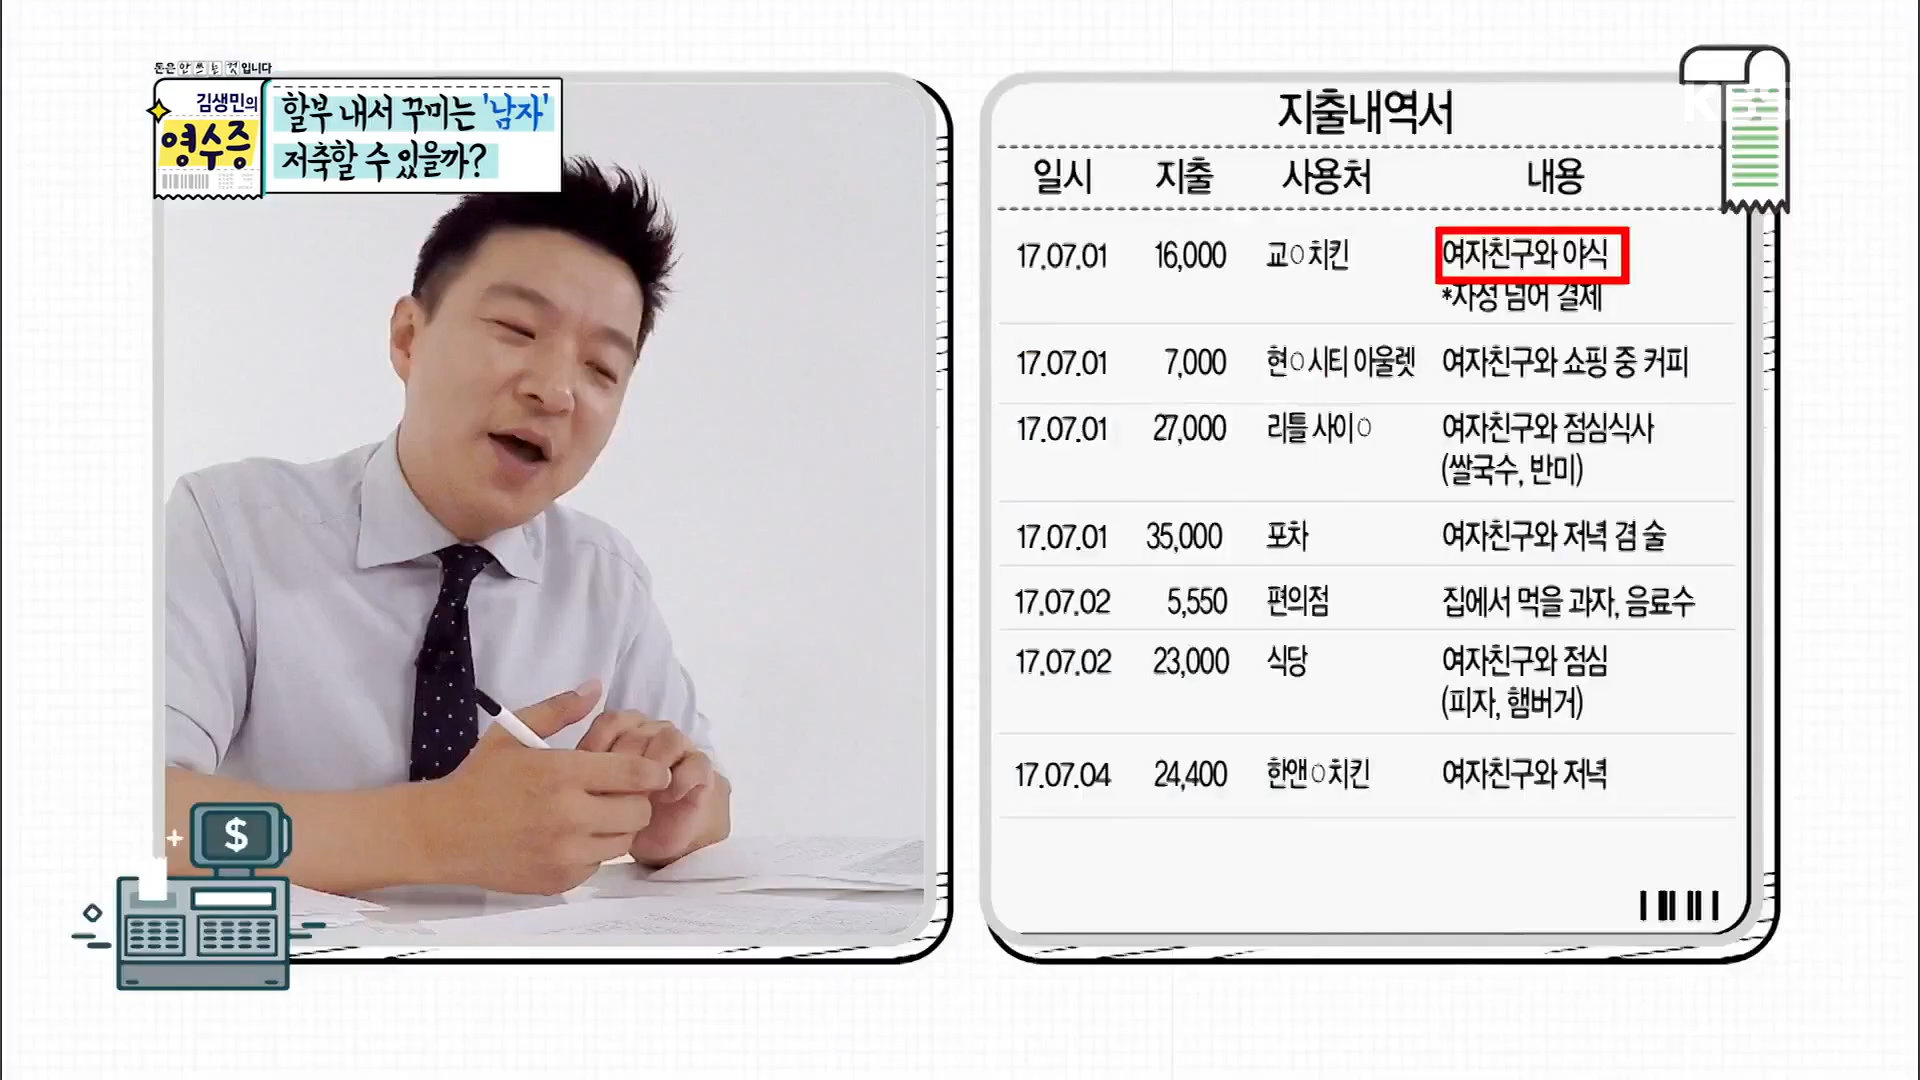 돈은 안 쓰는 것입니다
김생민의
영수증
할부 내서 꾸미는 '남자'
저축할 수 있을까?
지출내역서
일시 지출 사용처 내용
17.07.01 16,000 교○치킨 여자친구와 야식
*자성 넘어 결제
17.07.01 7,000 현○시티 아울렛 여자친구와 쇼핑 중 커피
17.07.01 27,000 리틀 사이○ 여자친구와 점심식사
(쌀국수, 반미)
17.07.01 35,000 포차 여자친구와 저녁 겸 술
17.07.02 5,550 편의점 집에서 먹을 과자, 음료수
17.07.02 23,000 식당 여자친구와 점심
(피자, 햄버거)
17.07.04 24,400 한앤○치킨 여자친구와 저녁
$